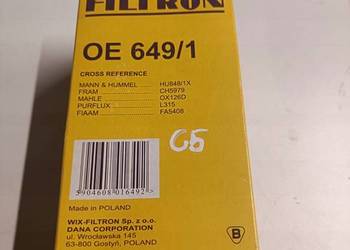 FILTRON
OE 649/1
CROSS REFERENCE
MANN & HUMMEL HU848/1X
FRAM CH5979
MAHLE OX126D
PURFLUX L315
FIAAM FA5408
СБ
5904608016492
Made in POLAND
WIX-FILTRON Sp. z o.o.
DANA CORPORATION
ul. Wrocławska 145
63-800 Gostyń, POLAND
B